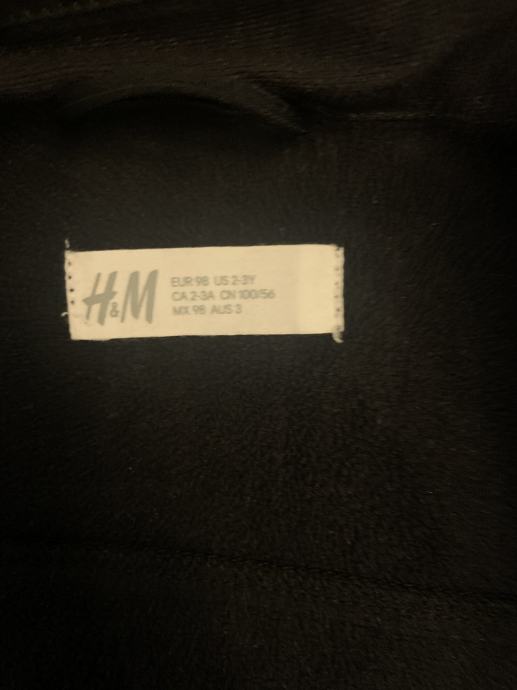 H&M
EUR 98 US 2-3Y
CA 2-3A CN 100/56
MX 98 AUS 3